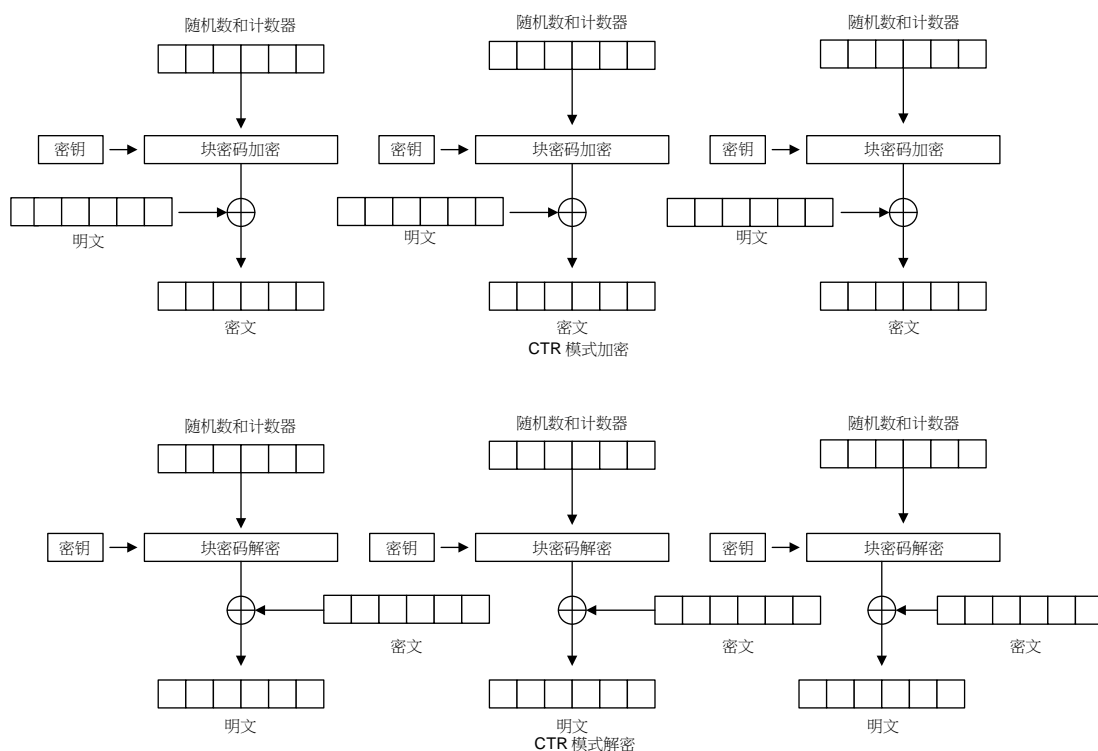 随机数和计数器 随机数和计数器 随机数和计数器
密钥 块密码加密 密钥 块密码加密 密钥 块密码加密
明文 明文 明文
密文 密文 密文
CTR 模式加密
随机数和计数器 随机数和计数器 随机数和计数器
密钥 块密码解密 密钥 块密码解密 密钥 块密码解密
密文 密文 密文
明文 明文 明文
CTR 模式解密